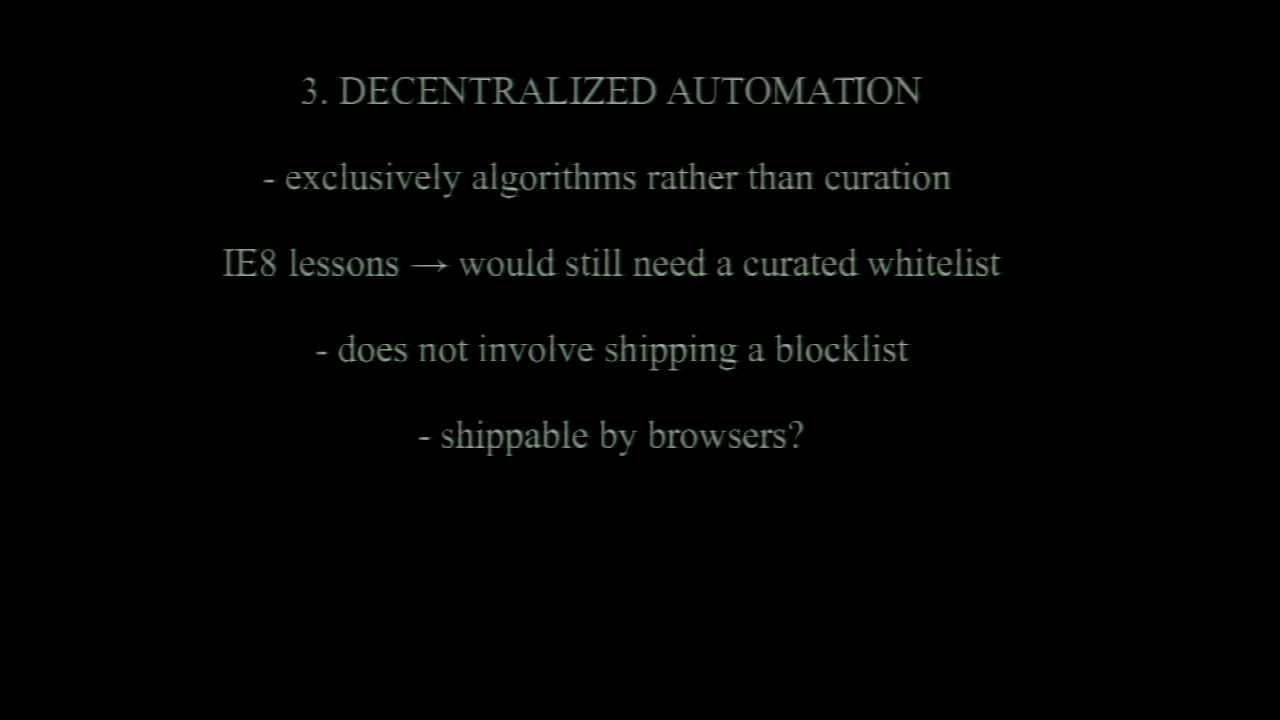 3. DECENTRALIZED AUTOMATION
- exclusively algorithms rather than curation
IE8 lessons → would still need a curated whitelist
- does not involve shipping a blocklist
- shippable by browsers?